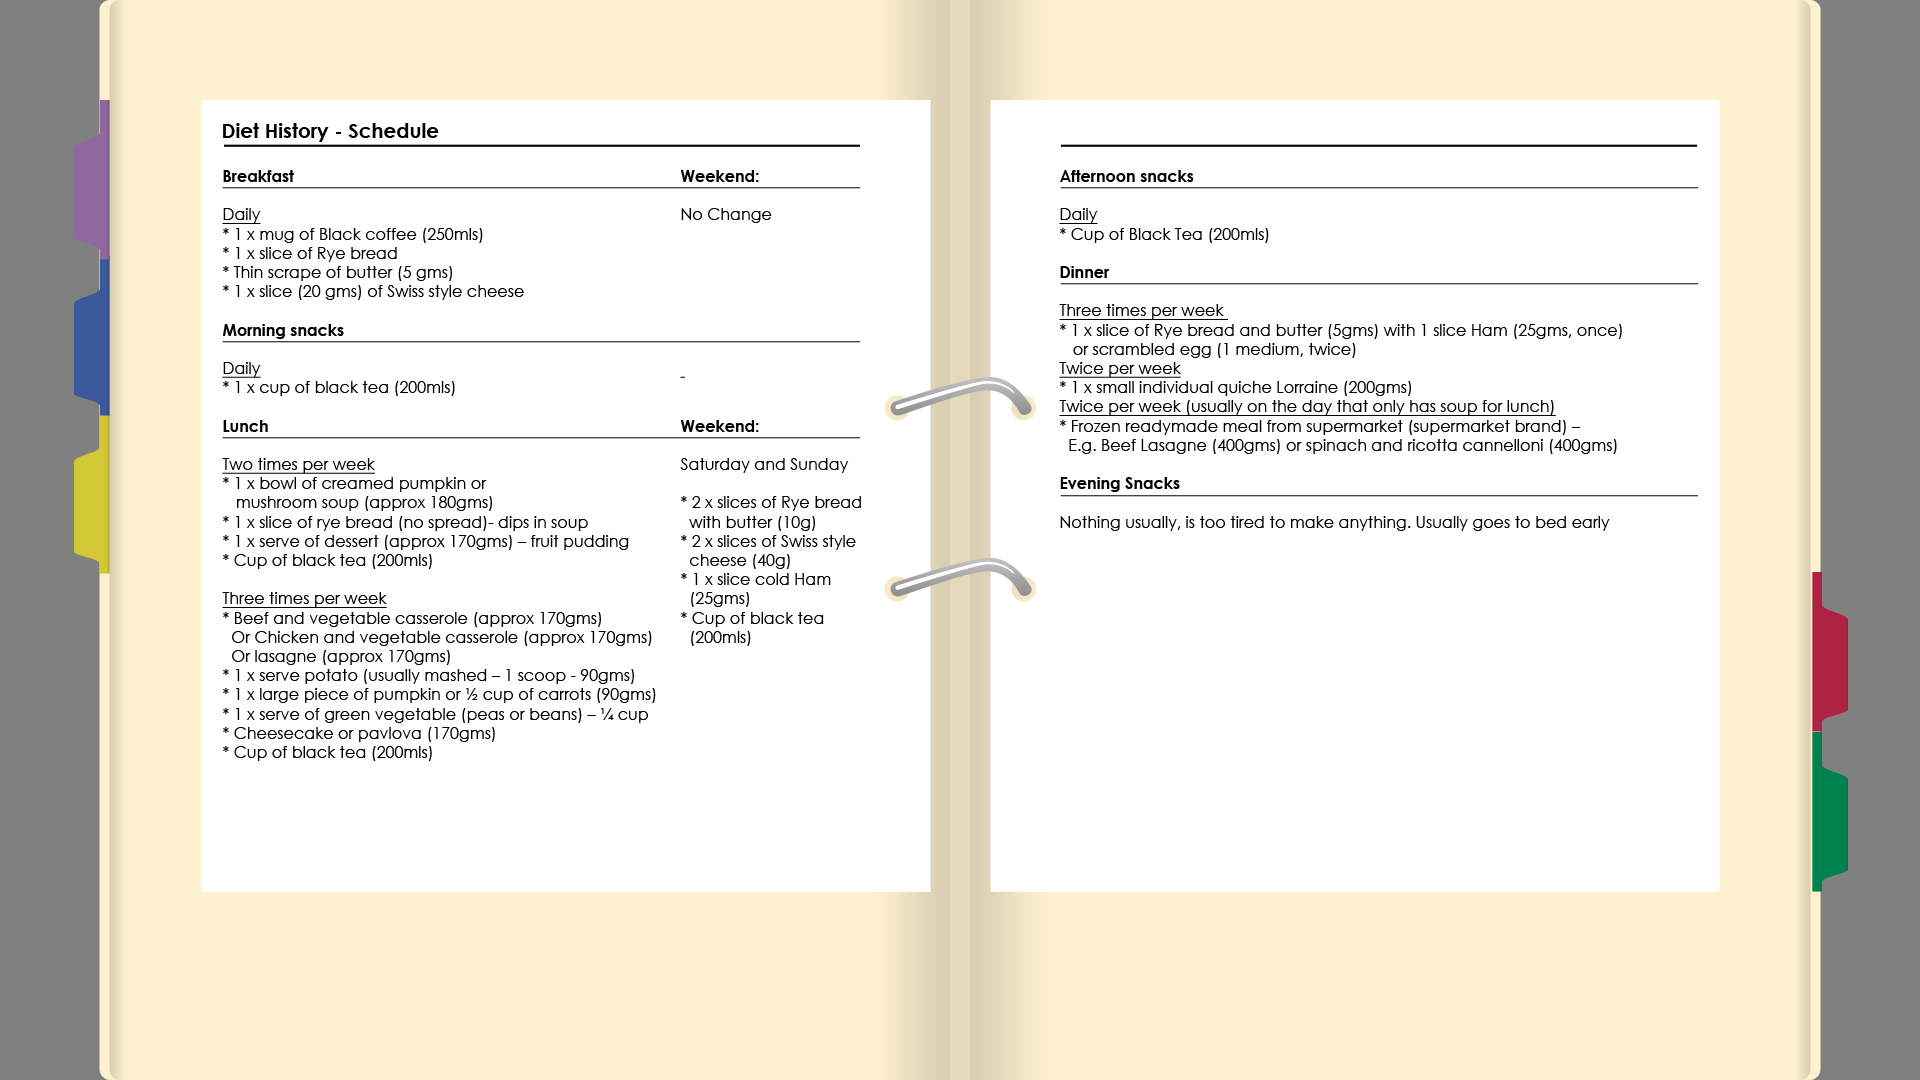 Diet History - Schedule
Breakfast
Daily
* 1 x mug of Black coffee (250mls)
* 1 x slice of Rye bread
* Thin scrape of butter (5 gms)
* 1 x slice (20 gms) of Swiss style cheese
Weekend:
No Change
Morning snacks
Daily
* 1 x cup of black tea (200mls)
-
Lunch
Two times per week
* 1 x bowl of creamed pumpkin or
mushroom soup (approx 180gms)
* 1 x slice of rye bread (no spread)- dips in soup
* 1 x serve of dessert (approx 170gms) – fruit pudding
* Cup of black tea (200mls)
Three times per week
* Beef and vegetable casserole (approx 170gms)
Or Chicken and vegetable casserole (approx 170gms)
Or lasagne (approx 170gms)
* 1 x serve potato (usually mashed – 1 scoop - 90gms)
* 1 x large piece of pumpkin or ½ cup of carrots (90gms)
* 1 x serve of green vegetable (peas or beans) – ¼ cup
* Cheesecake or pavlova (170gms)
* Cup of black tea (200mls)
Weekend:
Saturday and Sunday
* 2 x slices of Rye bread
with butter (10g)
* 2 x slices of Swiss style
cheese (40g)
* 1 x slice cold Ham
(25gms)
* Cup of black tea
(200mls)
Afternoon snacks
Daily
* Cup of Black Tea (200mls)
Dinner
Three times per week
* 1 x slice of Rye bread and butter (5gms) with 1 slice Ham (25gms, once)
or scrambled egg (1 medium, twice)
Twice per week
* 1 x small individual quiche Lorraine (200gms)
Twice per week (usually on the day that only has soup for lunch)
* Frozen readymade meal from supermarket (supermarket brand) –
E.g. Beef Lasagne (400gms) or spinach and ricotta cannelloni (400gms)
Evening Snacks
Nothing usually, is too tired to make anything. Usually goes to bed early